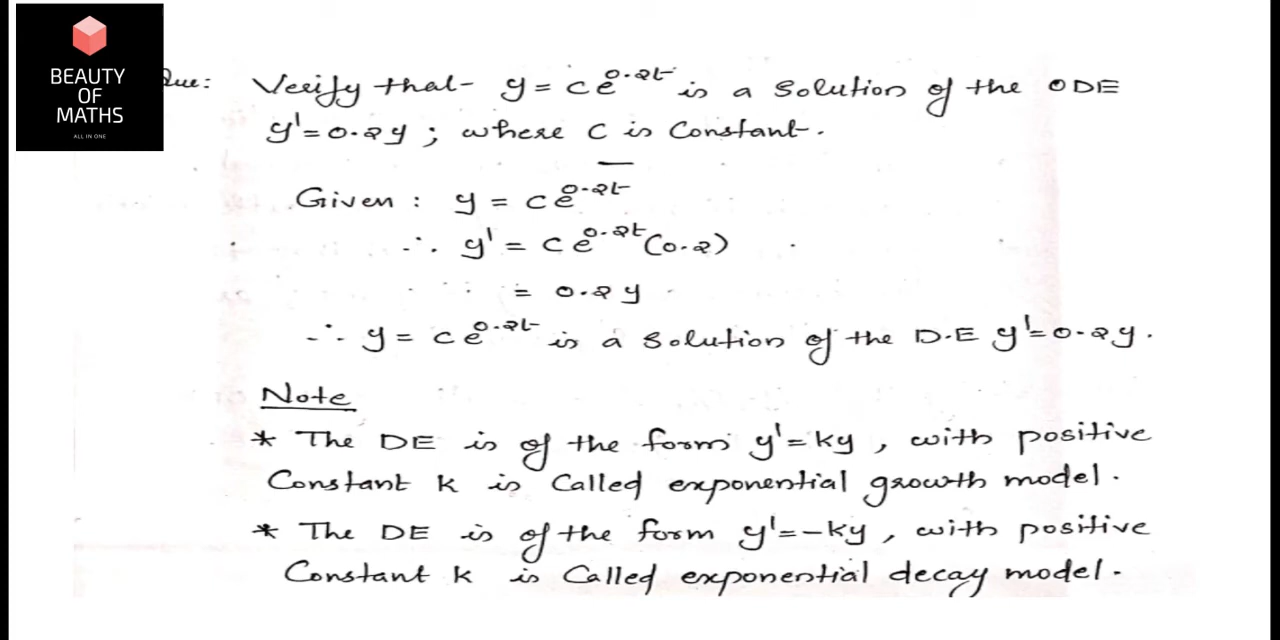 BEAUTY
OF
MATHS
ALL IN ONE
Que: Verify that y = ce^0.2t is a solution of the ODE
y' = 0.2y ; where c is constant.
Given : y = ce^0.2t
∴ y' = ce^0.2t (0.2)
= 0.2y
∴ y = ce^0.2t is a solution of the D.E y' = 0.2y.
Note
* The DE is of the form y' = ky , with positive
Constant k is Called exponential growth model.
* The DE is of the form y' = -ky , with positive
Constant k is Called exponential decay model.